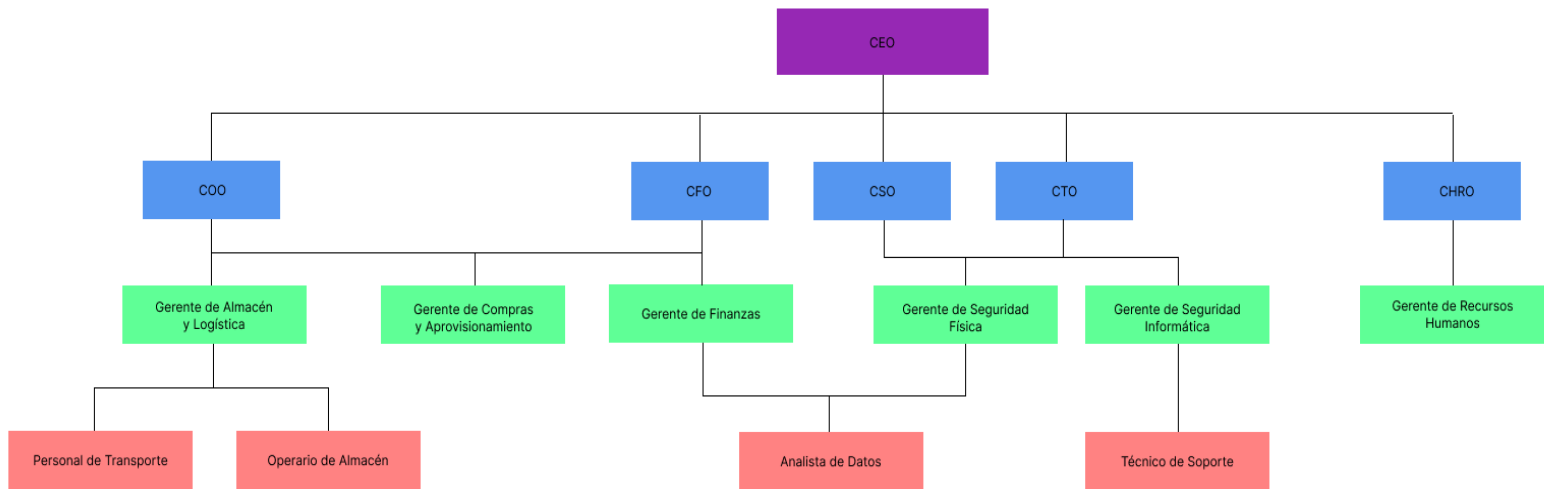 CEO
COO
CFO
CSO
CTO
CHRO
Gerente de Almacén
y Logística
Gerente de Compras
y Aprovisionamiento
Gerente de Finanzas
Gerente de Seguridad
Física
Gerente de Seguridad
Informática
Gerente de Recursos
Humanos
Personal de Transporte
Operario de Almacén
Analista de Datos
Técnico de Soporte